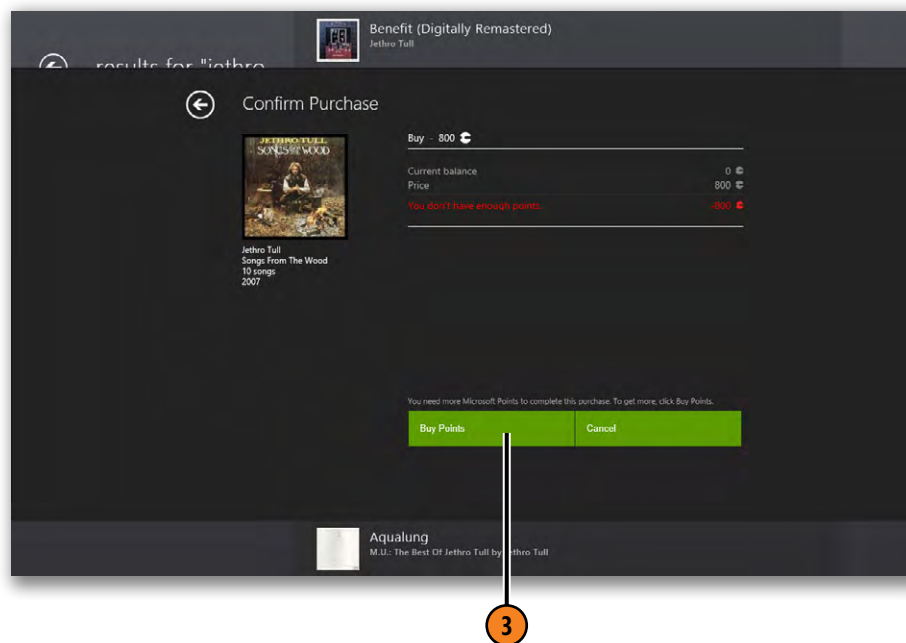 Benefit (Digitally Remastered)
Jethro Tull
results for "jethro
Confirm Purchase
JETHRO TULL
SONGS FROM THE WOOD
Buy - 800
Current balance 0
Price 800
You don't have enough points. -800
Jethro Tull
Songs From The Wood
10 songs
2007
You need more Microsoft Points to complete this purchase. To get more, click Buy Points.
Buy Points Cancel
Aqualung
M.U.: The Best Of Jethro Tull by Jethro Tull
3